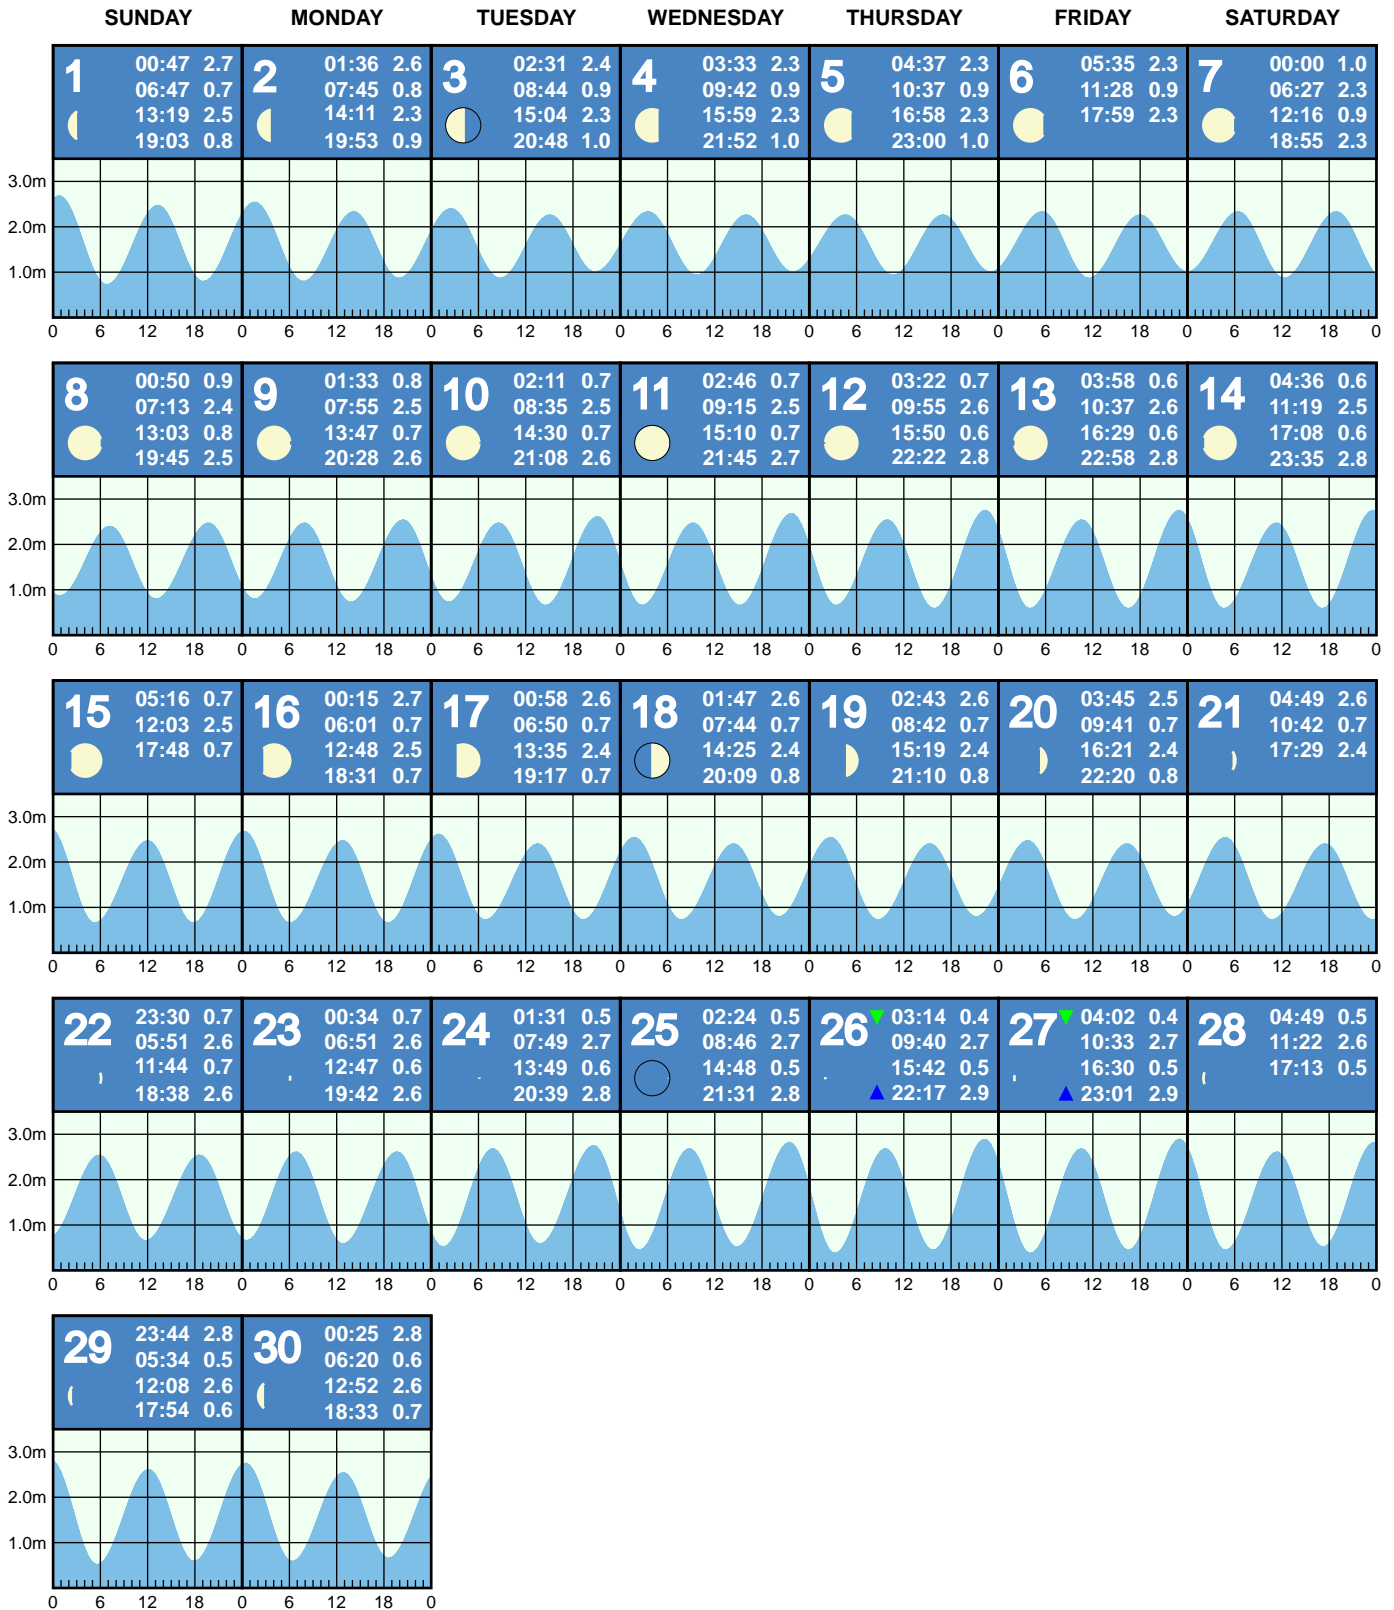 SUNDAY MONDAY TUESDAY WEDNESDAY THURSDAY FRIDAY SATURDAY
1 00:47 2.7
06:47 0.7
13:19 2.5
19:03 0.8
2 01:36 2.6
07:45 0.8
14:11 2.3
19:53 0.9
3 02:31 2.4
08:44 0.9
15:04 2.3
20:48 1.0
4 03:33 2.3
09:42 0.9
15:59 2.3
21:52 1.0
5 04:37 2.3
10:37 0.9
16:58 2.3
23:00 1.0
6 05:35 2.3
11:28 0.9
17:59 2.3
7 00:00 1.0
06:27 2.3
12:16 0.9
18:55 2.3
3.0m
2.0m
1.0m
0 6 12 18 0 6 12 18 0 6 12 18 0 6 12 18 0 6 12 18 0 6 12 18 0 6 12 18 0
8 00:50 0.9
07:13 2.4
13:03 0.8
19:45 2.5
9 01:33 0.8
07:55 2.5
13:47 0.7
20:28 2.6
10 02:11 0.7
08:35 2.5
14:30 0.7
21:08 2.6
11 02:46 0.7
09:15 2.5
15:10 0.7
21:45 2.7
12 03:22 0.7
09:55 2.6
15:50 0.6
22:22 2.8
13 03:58 0.6
10:37 2.6
16:29 0.6
22:58 2.8
14 04:36 0.6
11:19 2.5
17:08 0.6
23:35 2.8
3.0m
2.0m
1.0m
0 6 12 18 0 6 12 18 0 6 12 18 0 6 12 18 0 6 12 18 0 6 12 18 0 6 12 18 0
15 05:16 0.7
12:03 2.5
17:48 0.7
16 00:15 2.7
06:01 0.7
12:48 2.5
18:31 0.7
17 00:58 2.6
06:50 0.7
13:35 2.4
19:17 0.7
18 01:47 2.6
07:44 0.7
14:25 2.4
20:09 0.8
19 02:43 2.6
08:42 0.7
15:19 2.4
21:10 0.8
20 03:45 2.5
09:41 0.7
16:21 2.4
22:20 0.8
21 04:49 2.6
10:42 0.7
17:29 2.4
3.0m
2.0m
1.0m
0 6 12 18 0 6 12 18 0 6 12 18 0 6 12 18 0 6 12 18 0 6 12 18 0 6 12 18 0
22 23:30 0.7
05:51 2.6
11:44 0.7
18:38 2.6
23 00:34 0.7
06:51 2.6
12:47 0.6
19:42 2.6
24 01:31 0.5
07:49 2.7
13:49 0.6
20:39 2.8
25 02:24 0.5
08:46 2.7
14:48 0.5
21:31 2.8
26 03:14 0.4
09:40 2.7
15:42 0.5
22:17 2.9
27 04:02 0.4
10:33 2.7
16:30 0.5
23:01 2.9
28 04:49 0.5
11:22 2.6
17:13 0.5
3.0m
2.0m
1.0m
0 6 12 18 0 6 12 18 0 6 12 18 0 6 12 18 0 6 12 18 0 6 12 18 0 6 12 18 0
29 23:44 2.8
05:34 0.5
12:08 2.6
17:54 0.6
30 00:25 2.8
06:20 0.6
12:52 2.6
18:33 0.7
3.0m
2.0m
1.0m
0 6 12 18 0 6 12 18 0